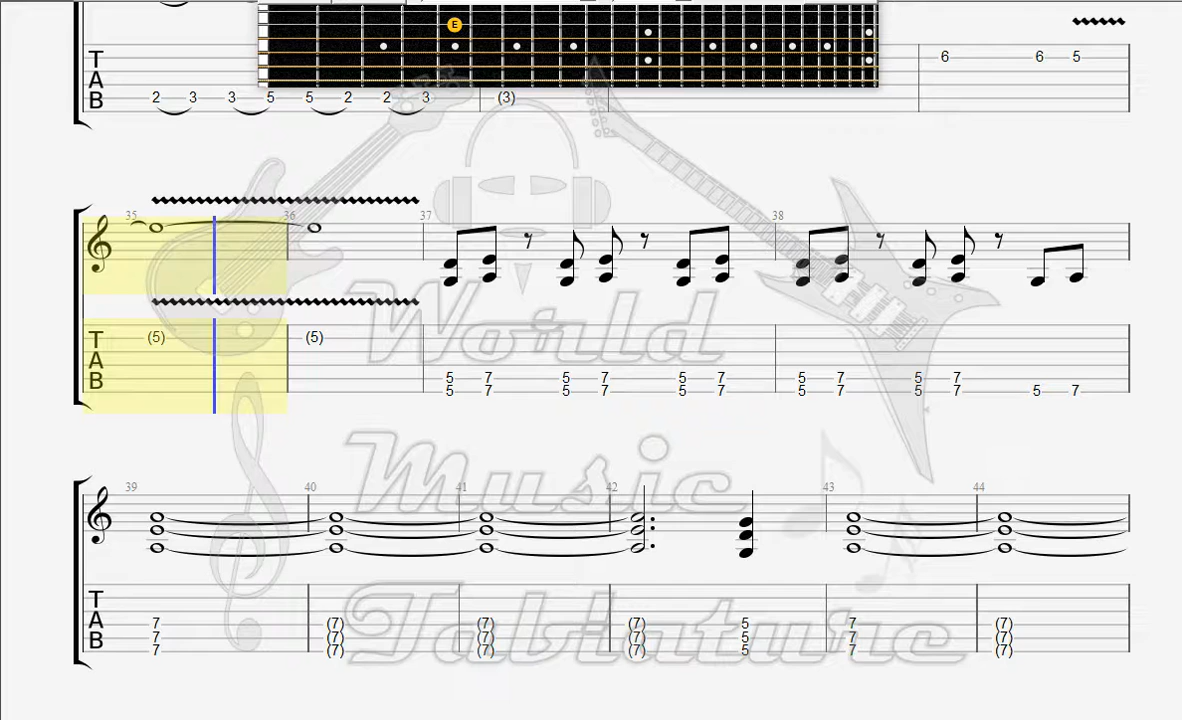 E
T 6 6 5
A
B 2 3 3 5 5 2 2 3 (3)
35 36 37 38
T (5) (5)
A
B 5 7 5 7 5 7 5 7 5 7
5 7 5 7 5 7 5 7 5 7 5 7
World
39 40 41 42 43 44
Music
T
A 7 (7) (7) (7) 5 7 (7)
B 7 (7) (7) (7) 5 7 (7)
7 (7) (7) (7) 5 7 (7)
Tablature